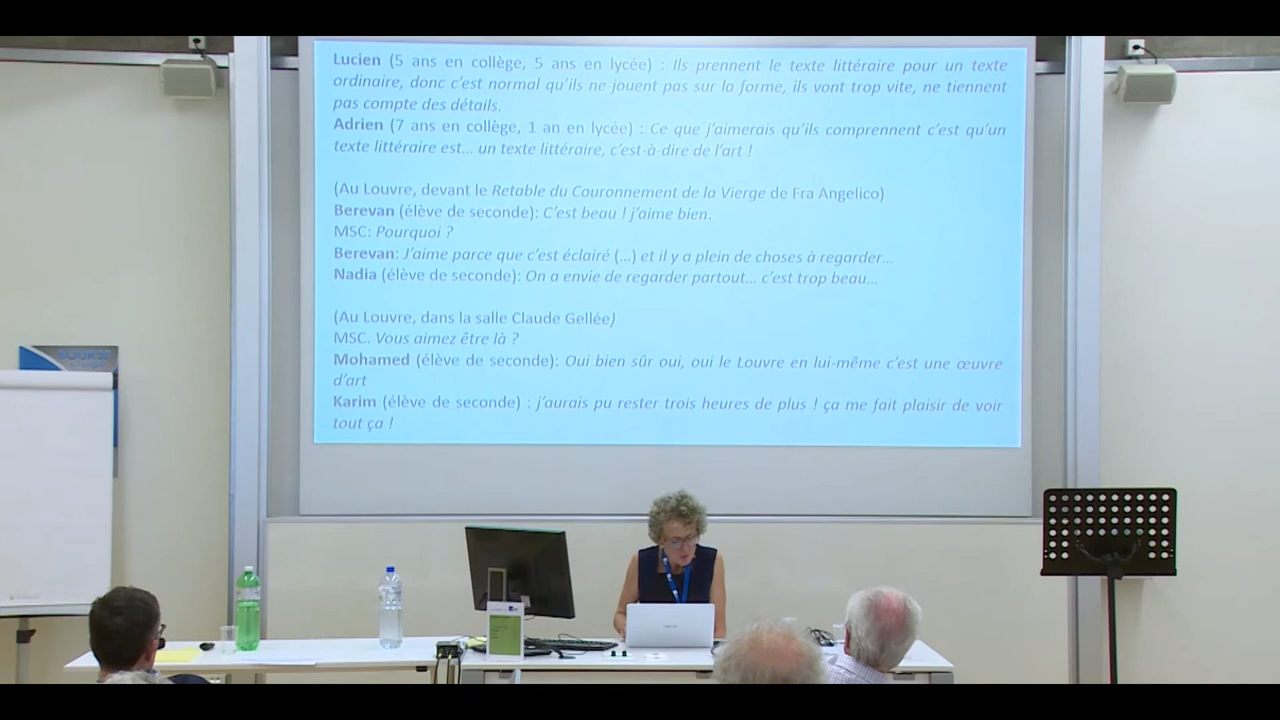 Lucien (5 ans en collège, 5 ans en lycée) : Ils prennent le texte littéraire pour un texte
ordinaire, donc c'est normal qu'ils ne jouent pas sur la forme, ils vont trop vite, ne tiennent
pas compte des détails.
Adrien (7 ans en collège, 1 an en lycée) : Ce que j'aimerais qu'ils comprennent c'est qu'un
texte littéraire est... un texte littéraire, c'est-à-dire de l'art !
(Au Louvre, devant le Retable du Couronnement de la Vierge de Fra Angelico)
Berevan (élève de seconde): C'est beau ! j'aime bien.
MSC: Pourquoi ?
Berevan: J'aime parce que c'est éclairé (...) et il y a plein de choses à regarder...
Nadia (élève de seconde): On a envie de regarder partout... c'est trop beau...
(Au Louvre, dans la salle Claude Gellée)
MSC. Vous aimez être là ?
Mohamed (élève de seconde): Oui bien sûr oui, oui le Louvre en lui-même c'est une œuvre
d'art
Karim (élève de seconde) : j'aurais pu rester trois heures de plus ! ça me fait plaisir de voir
tout ça !